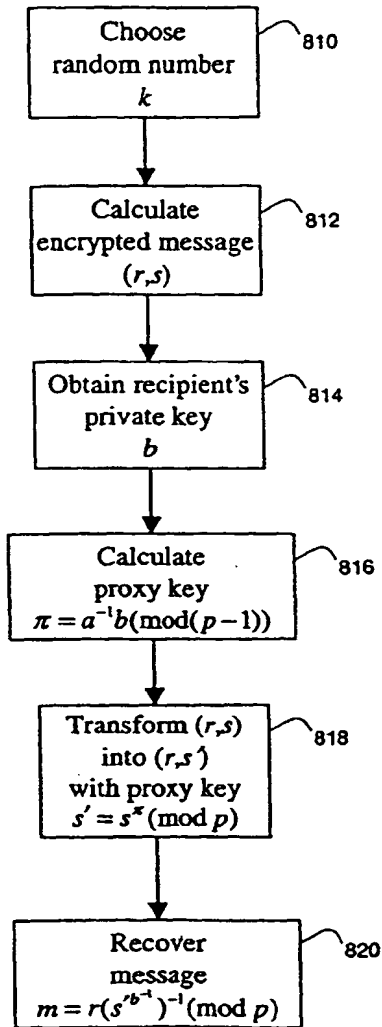 Choose
random number
k
810
Calculate
encrypted message
(r,s)
812
Obtain recipient's
private key
b
814
Calculate
proxy key
π = a⁻¹b(mod(p−1))
816
Transform (r,s)
into (r,s′)
with proxy key
s′ = s^π (mod p)
818
Recover
message
m = r(s′^(b⁻¹))⁻¹ (mod p)
820